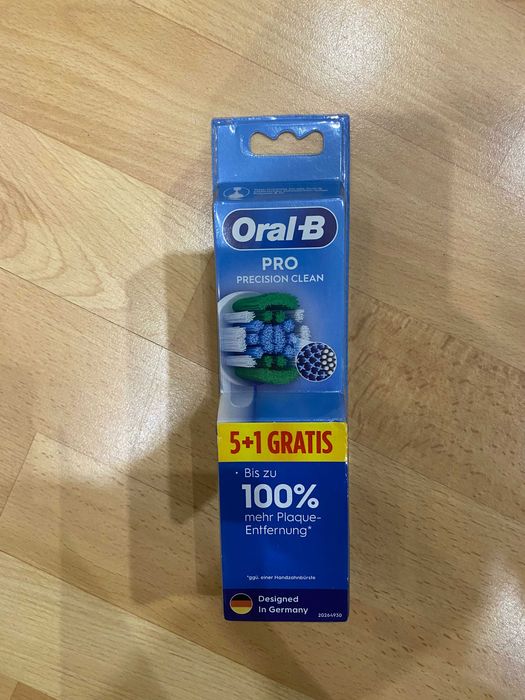 Oral-B
PRO
PRECISION CLEAN
5+1 GRATIS
• Bis zu
100%
mehr Plaque-
Entfernung*
*ggü. einer Handzahnbürste
Designed
In Germany
20264930